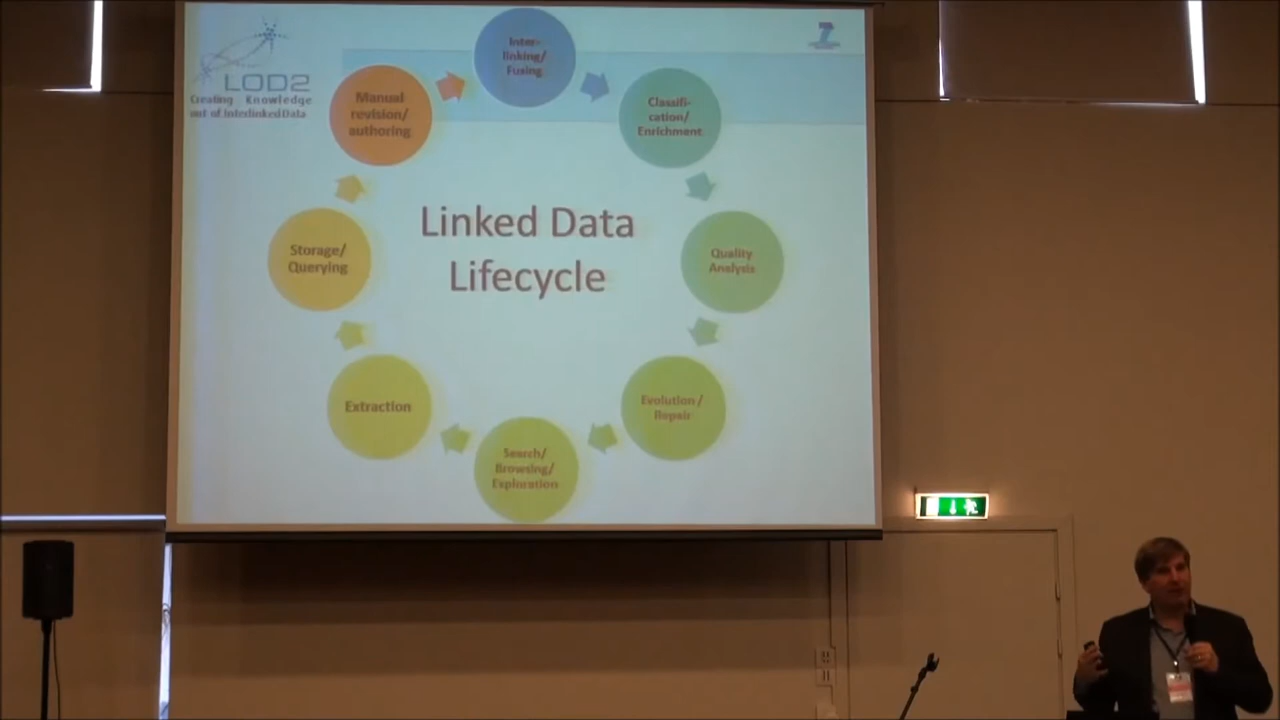 LOD2
Creating Knowledge
out of Interlinked Data
7
Inter-
linking/
Fusing
Classifi-
cation/
Enrichment
Quality
Analysis
Evolution/
Repair
Search/
Browsing/
Exploration
Extraction
Storage/
Querying
Manual
revision/
authoring
Linked Data
Lifecycle